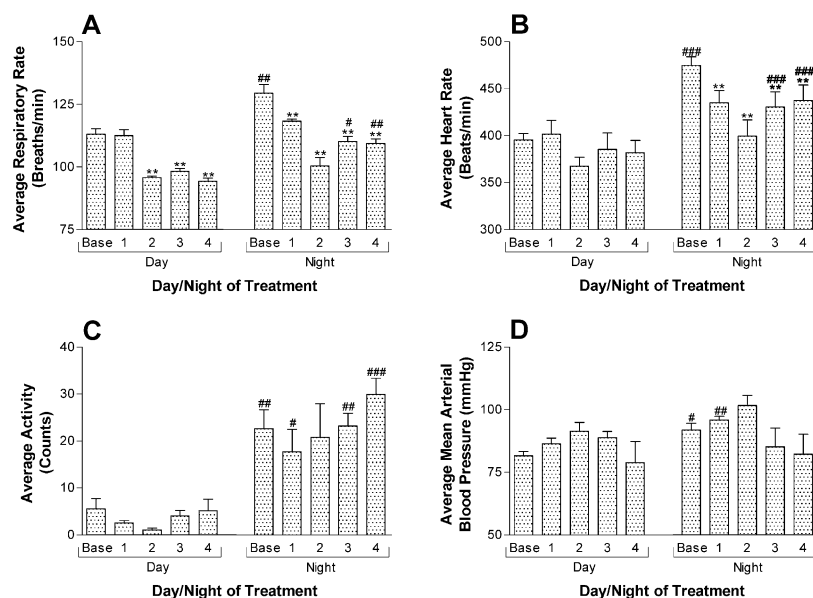 A
Average Respiratory Rate
(Breaths/min)
150
125
100
75
##
**
**
#
**
##
**
**
**
**
Base 1 2 3 4 Base 1 2 3 4
Day Night
Day/Night of Treatment
B
Average Heart Rate
(Beats/min)
500
450
400
350
300
###
**
**
###
**
###
**
Base 1 2 3 4 Base 1 2 3 4
Day Night
Day/Night of Treatment
C
Average Activity
(Counts)
40
30
20
10
0
##
#
##
###
Base 1 2 3 4 Base 1 2 3 4
Day Night
Day/Night of Treatment
D
Average Mean Arterial
Blood Pressure (mmHg)
125
100
75
50
#
##
Base 1 2 3 4 Base 1 2 3 4
Day Night
Day/Night of Treatment